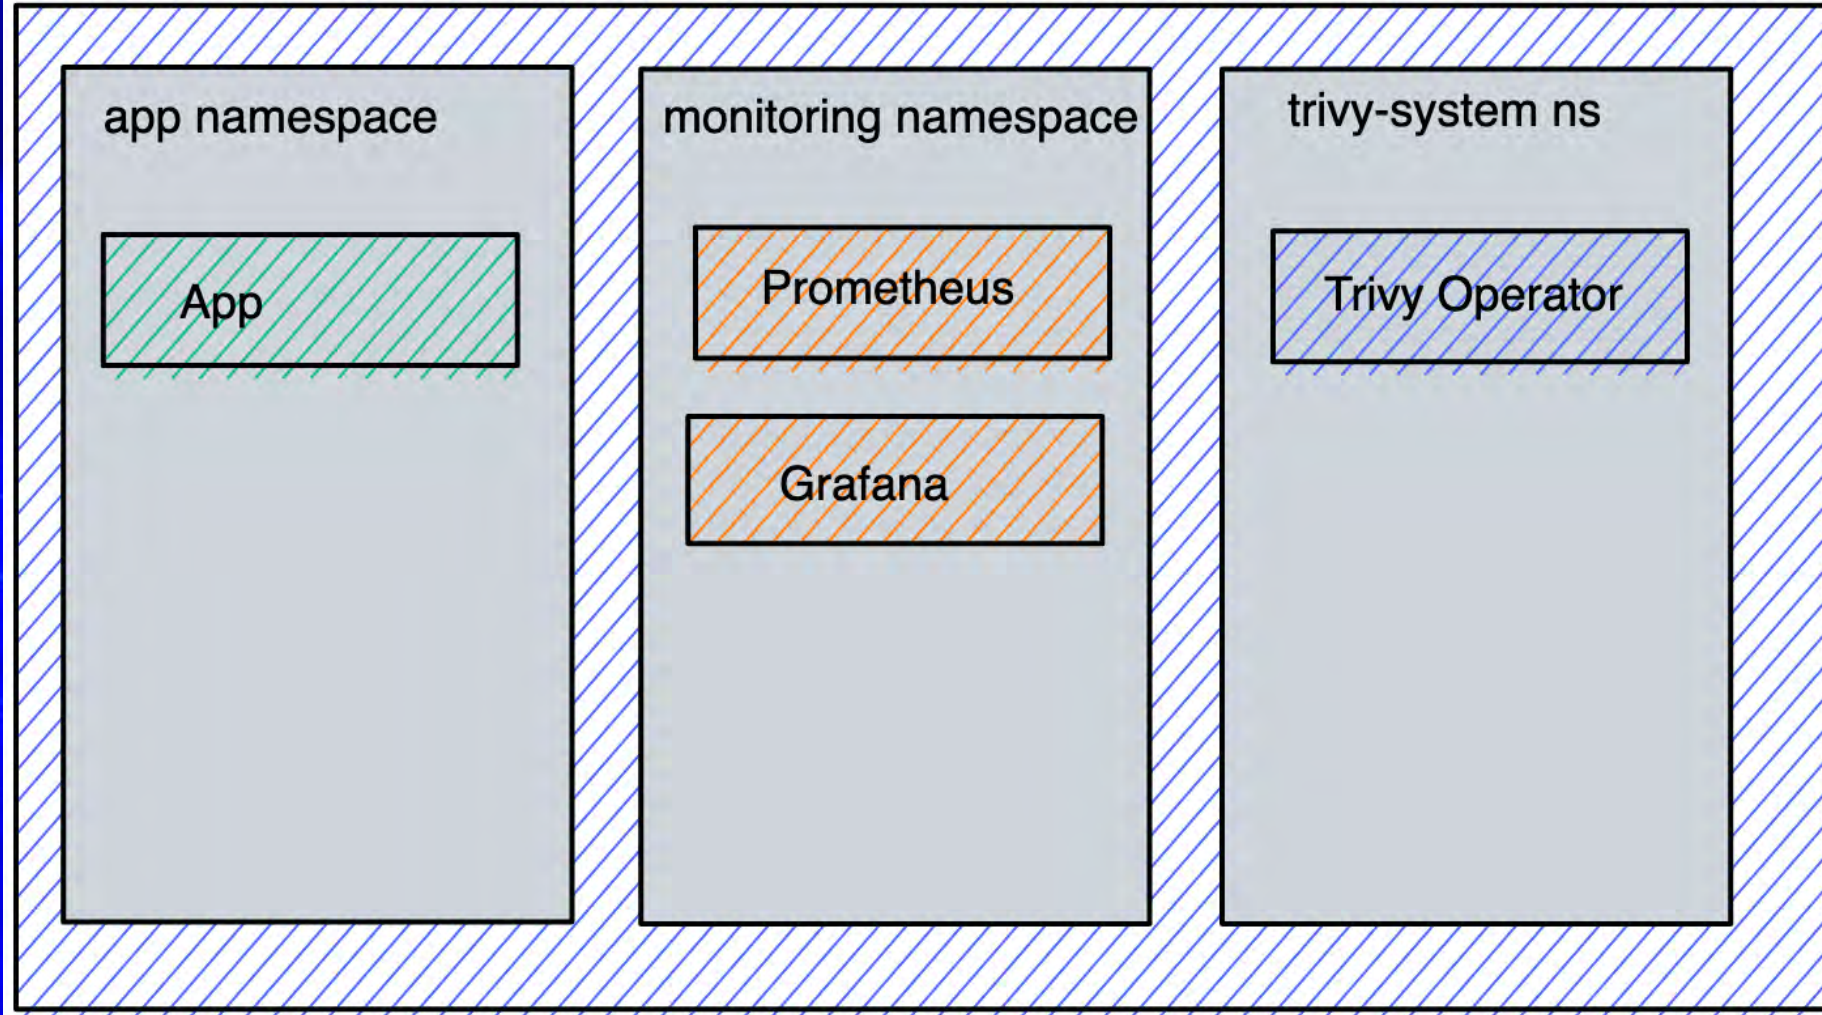 app namespace
App
monitoring namespace
Prometheus
Grafana
trivy-system ns
Trivy Operator